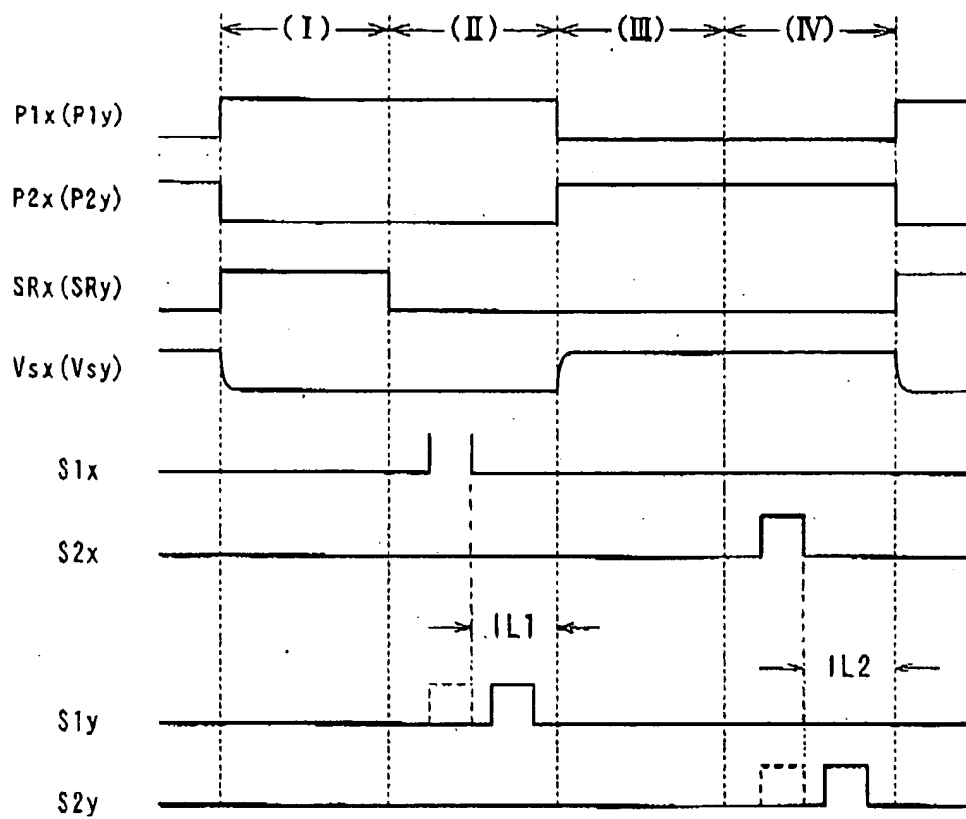 (I) (II) (III) (IV)
P1x(P1y)
P2x(P2y)
SRx(SRy)
Vsx(Vsy)
S1x
S2x
IL1
IL2
S1y
S2y